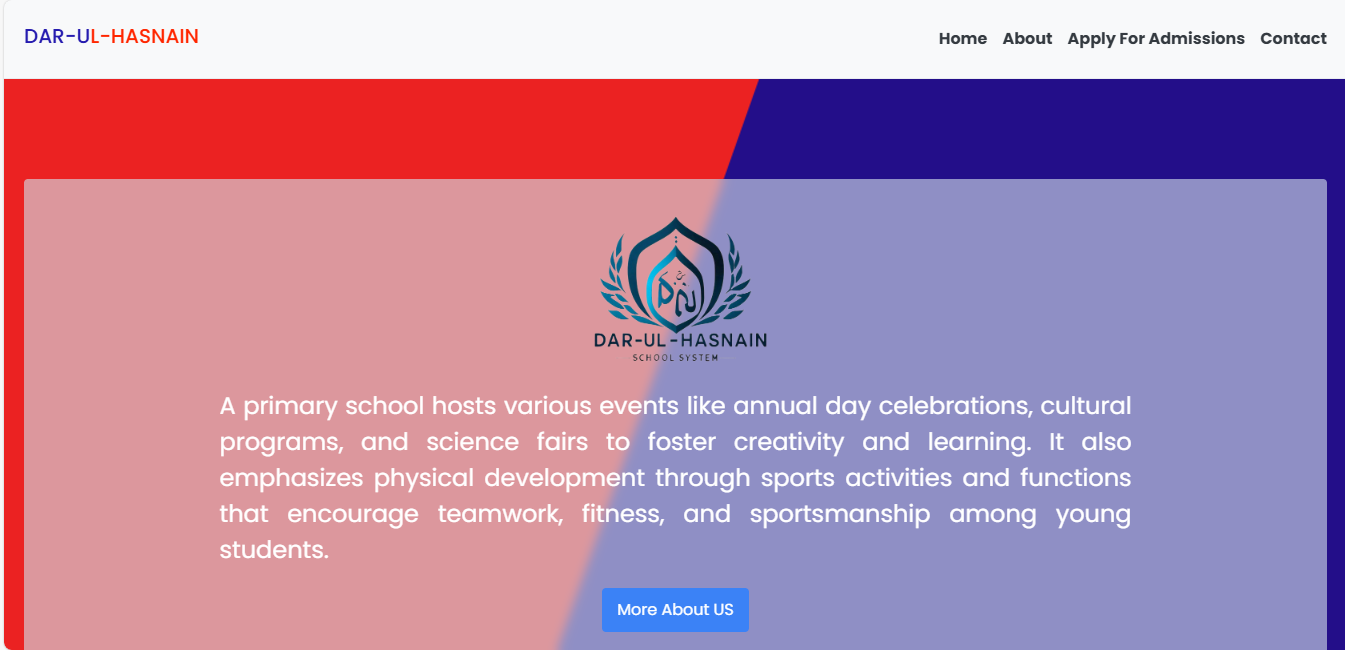 DAR-UL-HASNAIN
Home About Apply For Admissions Contact
DAR-UL-HASNAIN
SCHOOL SYSTEM
A primary school hosts various events like annual day celebrations, cultural
programs, and science fairs to foster creativity and learning. It also
emphasizes physical development through sports activities and functions
that encourage teamwork, fitness, and sportsmanship among young
students.
More About US